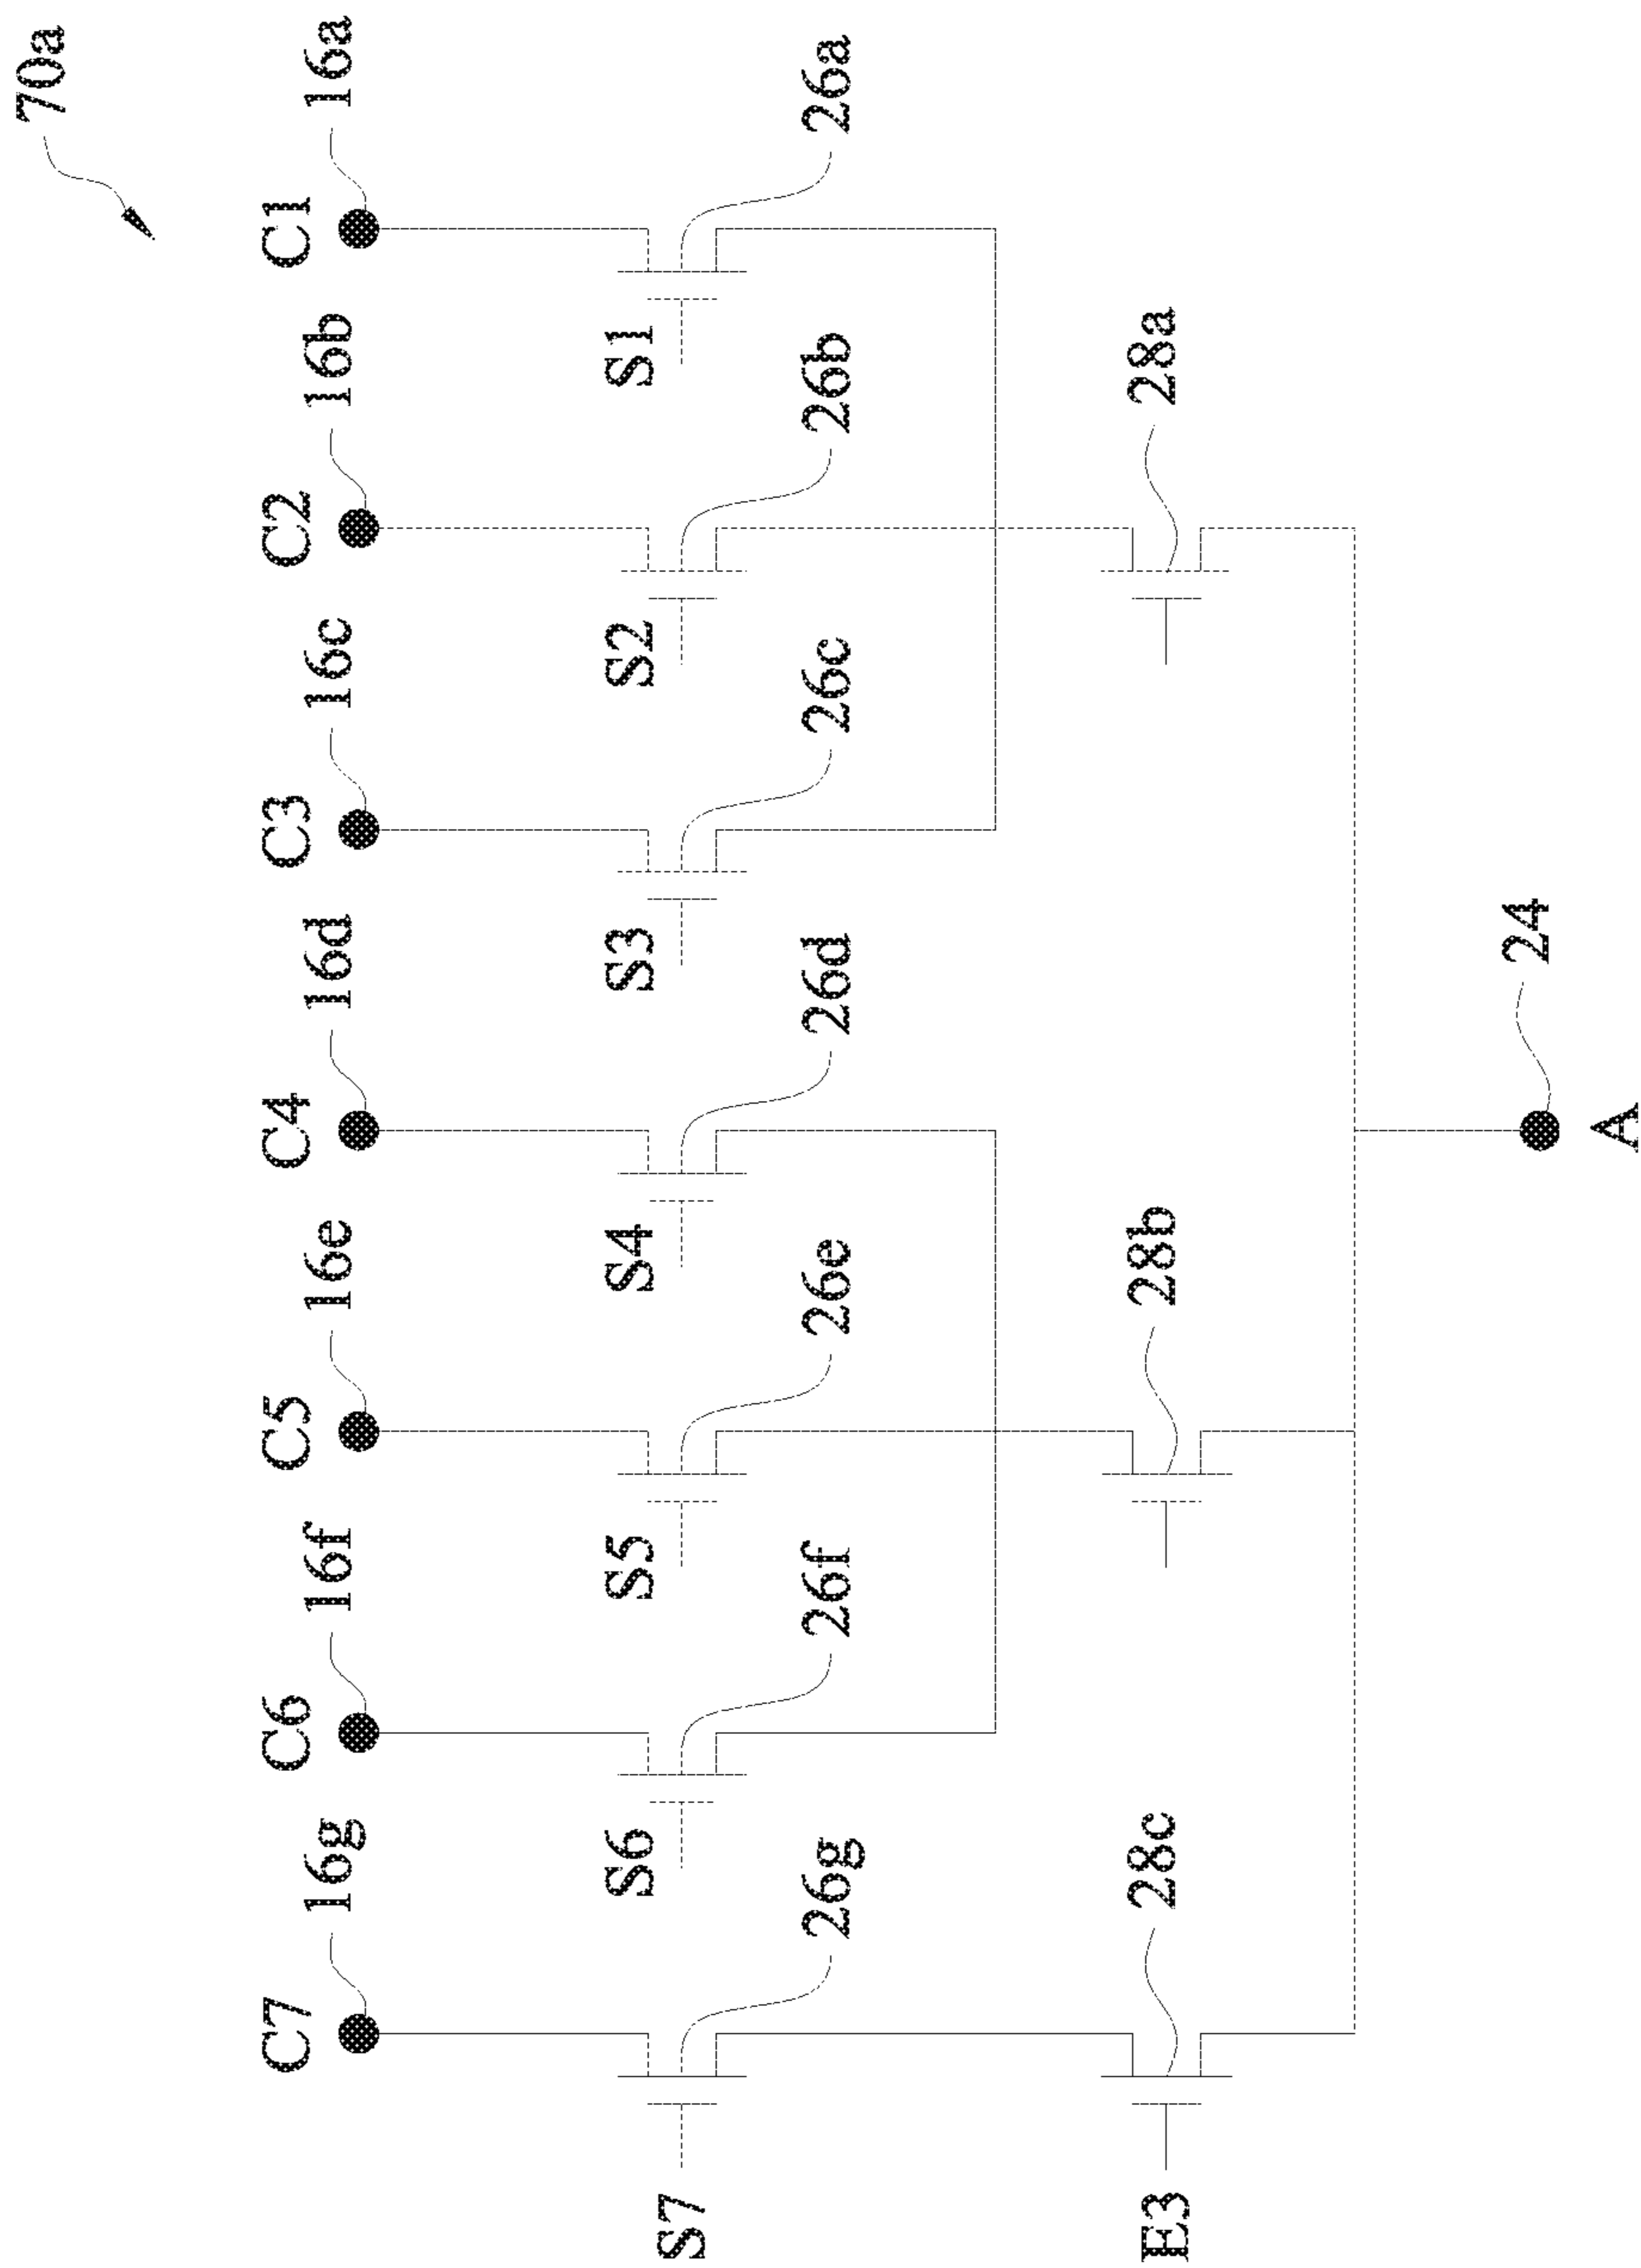 70a
16g 16f 16e 16d 16c 16b 16a
C7 C6 C5 C4 C3 C2 C1
S7 S6 S5 S4 S3 S2 S1
26g 26f 26e 26d 26c 26b 26a
E3 28c 28b 28a
24
A